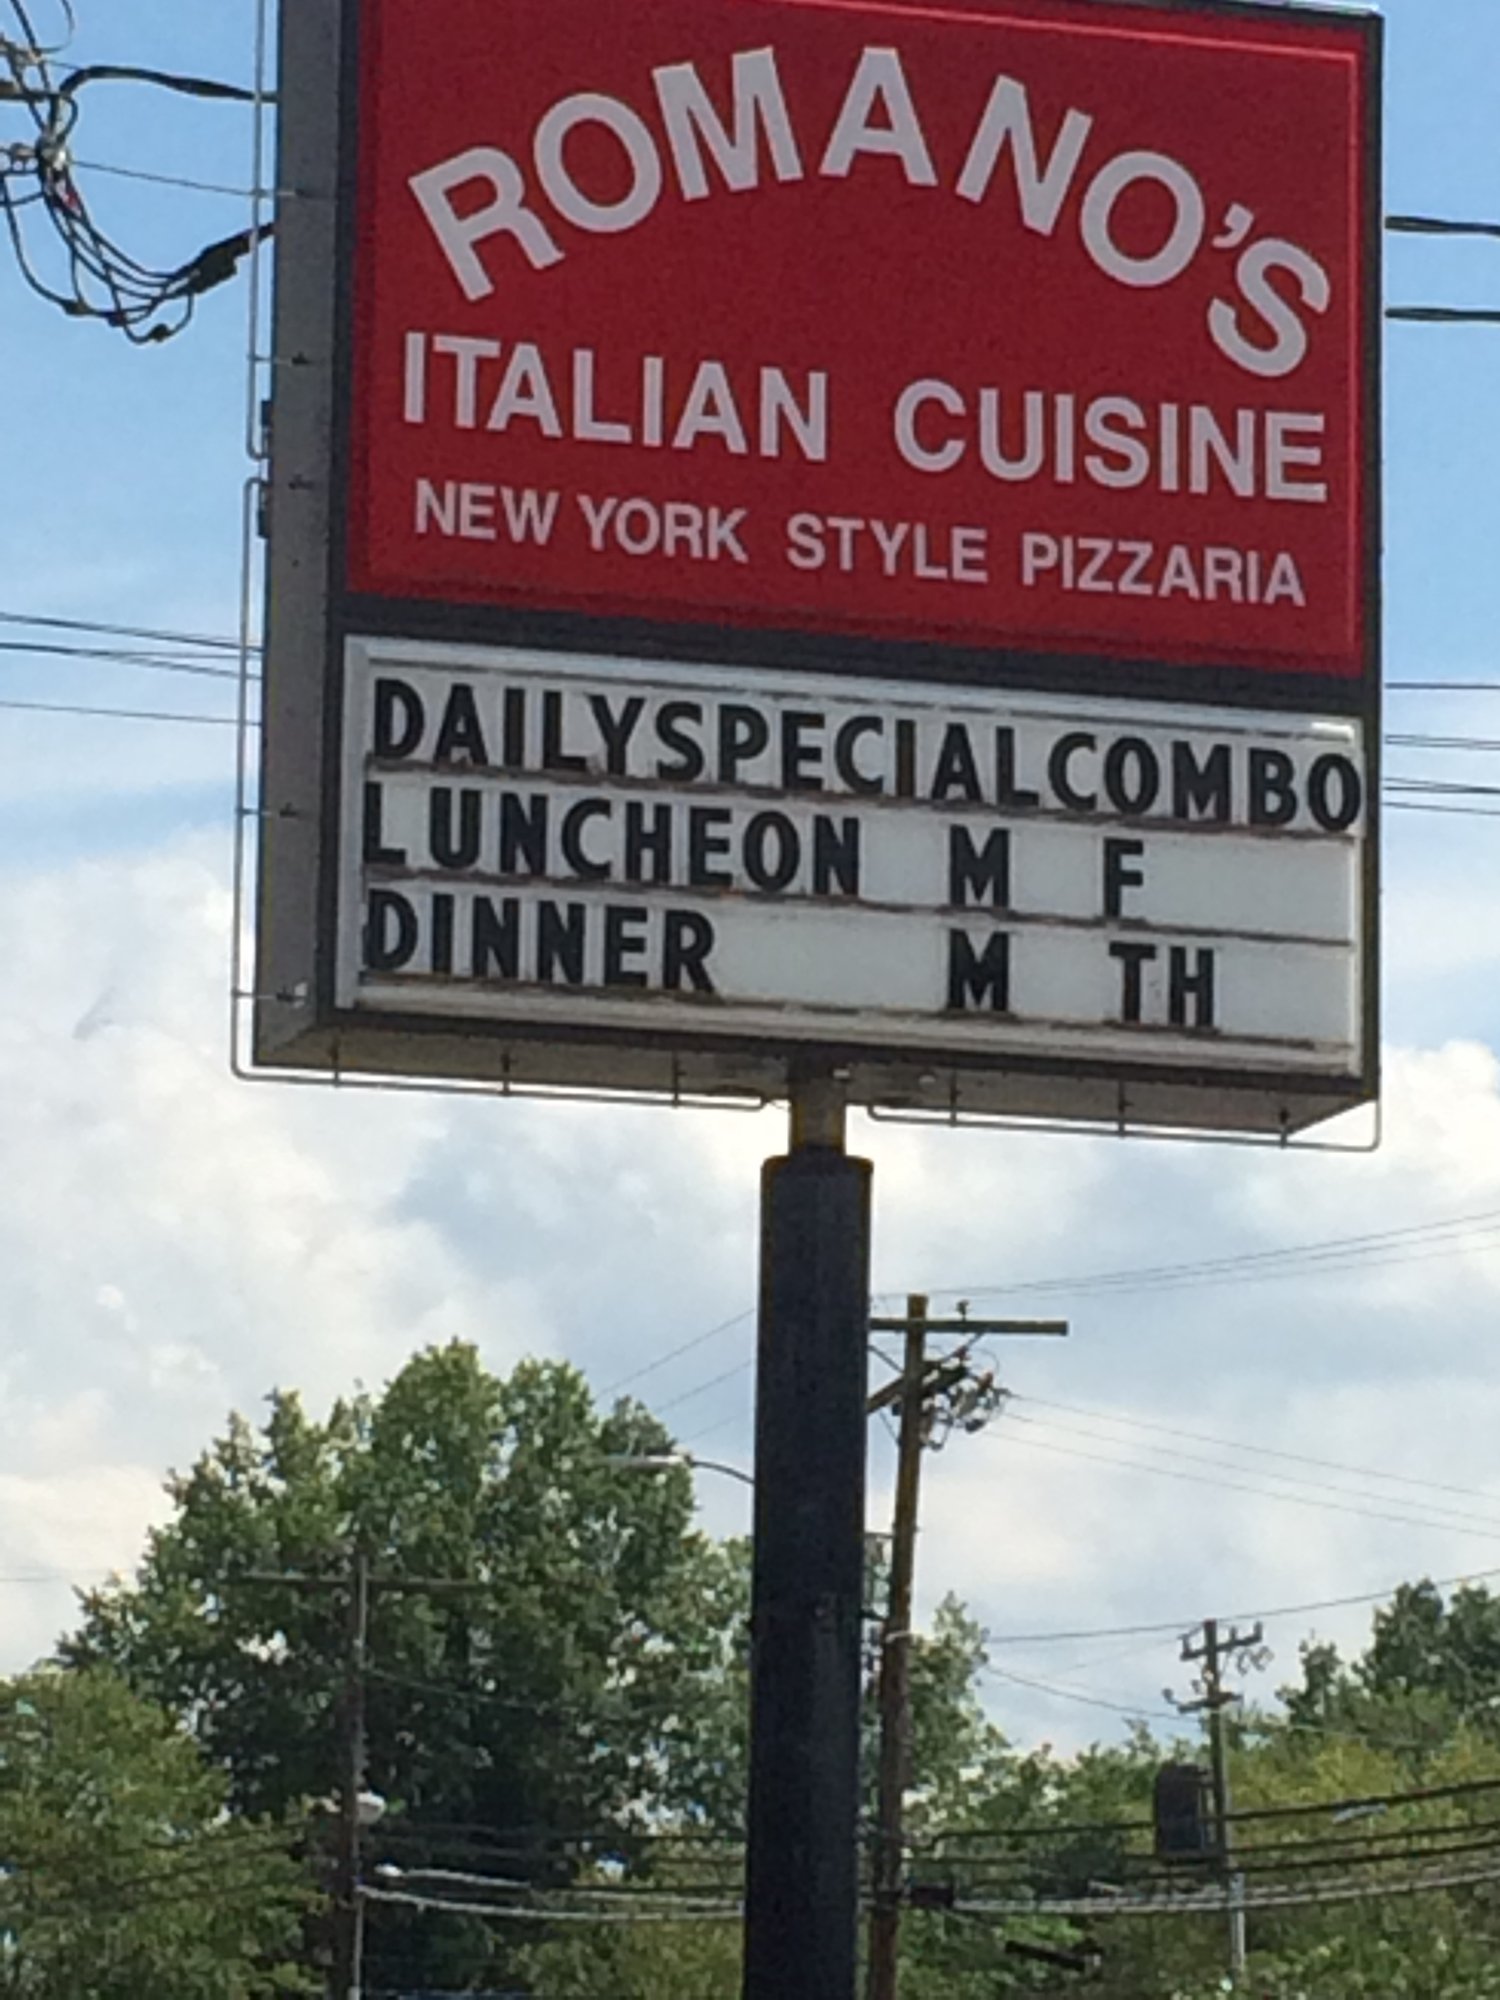 ROMANO'S
ITALIAN CUISINE
NEW YORK STYLE PIZZARIA
DAILYSPECIALCOMBO
LUNCHEON M F
DINNER M TH